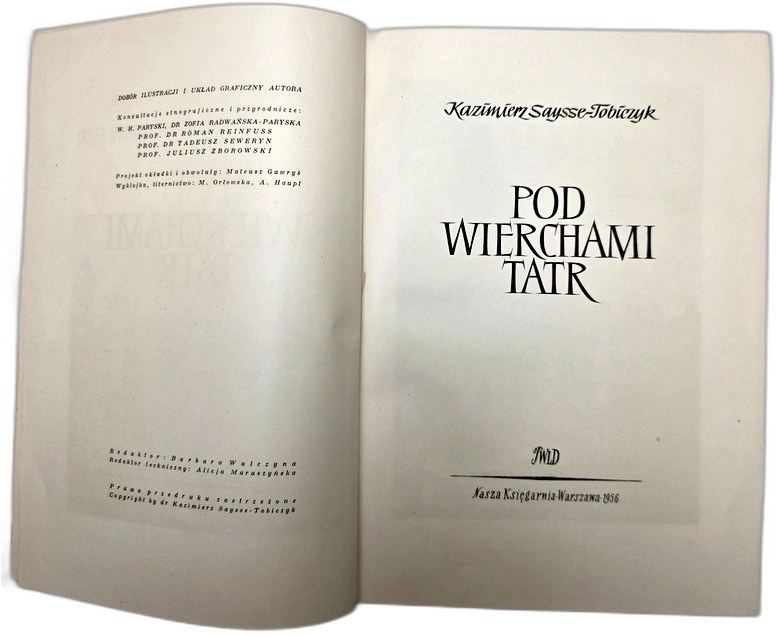 DOBÓR ILUSTRACJI I UKŁAD GRAFICZNY AUTORA
Konsultacje etnograficzne i przyrodnicze:
W. H. PARYSKI, DR ZOFIA RADWAŃSKA-PARYSKA
PROF. DR ROMAN REINFUSS
PROF. DR TADEUSZ SEWERYN
PROF. JULIUSZ ZBOROWSKI
Projekt okładki i obwoluty: Mateusz Gawryś
Wyklejka, liternictwo: M. Orłowska, A. Haupt
Redaktor: Barbara Walczyna
Redaktor techniczny: Alicja Maruszyńska
Prawa przedruku zastrzeżone
Copyright by dr Kazimierz Saysse-Tobiczyk
Kazimierz Saysse-Tobiczyk
POD
WIERCHAMI
TATR
Nasza Księgarnia·Warszawa·1956